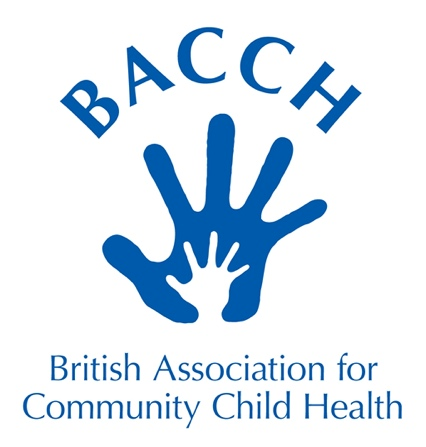 BACCH
British Association for
Community Child Health